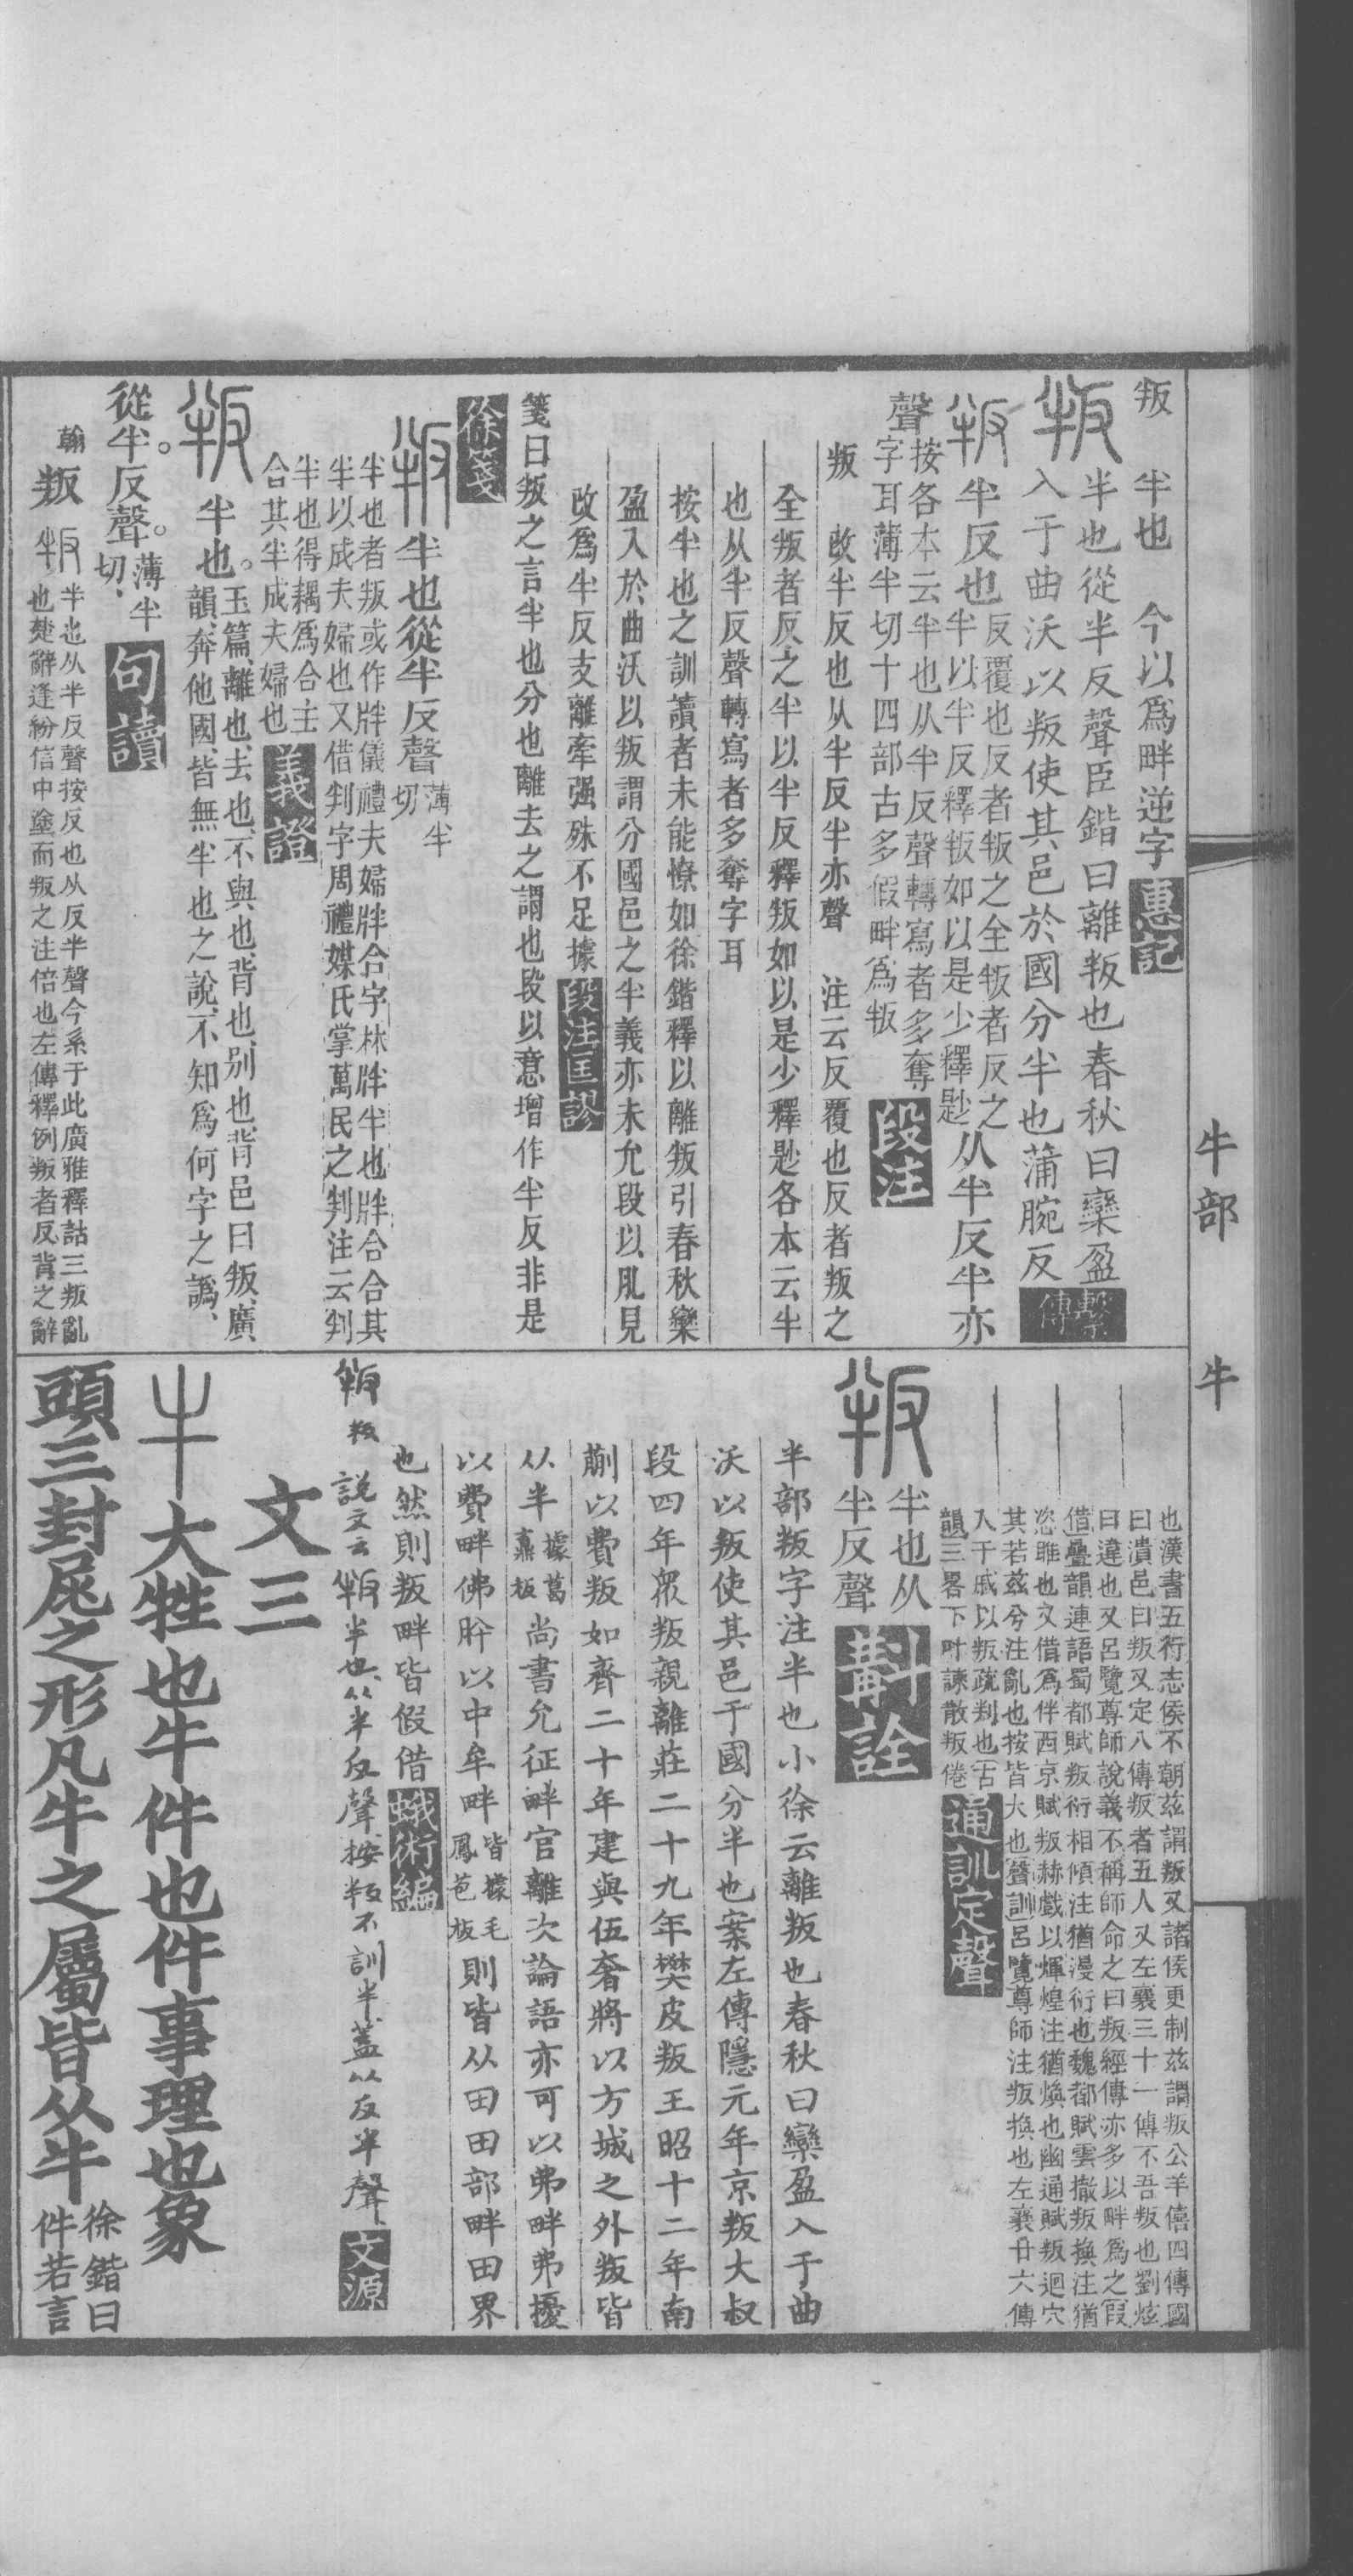 牛部
牛
叛 半也 今以爲畔逆字 惠記
半也從半反聲臣鍇曰離叛也春秋曰欒盈
入于曲沃以叛使其邑於國分半也蒲腕反 繫傳
半反也 反覆也反者叛之全叛者反之
半以半反釋叛如以是少釋尟 从半反半亦
聲 按各本云半也从半反聲轉寫者多奪
字耳薄半切十四部古多假畔爲叛 段注
叛 改半反也从半反半亦聲 注云反覆也反者叛之
全叛者反之半以半反釋叛如以是少釋尟各本云半
也从半反聲轉寫者多奪字耳
按半也之訓讀者未能憭如徐鍇釋以離叛引春秋欒
盈入於曲沃以叛謂分國邑之半義亦未允段以肊見
改爲半反支離牽强殊不足據 段注匡謬
箋曰叛之言半也分也離去之謂也段以意增作半反非是
徐箋
半也從半反聲 薄半切
半也者叛或作牉儀禮夫婦牉合字林牉半也牉合合其
半以成夫婦也又借判字周禮媒氏掌萬民之判注云判
半也得耦爲合主
合其半成夫婦也 義證
半也。 玉篇、離也、去也、不與也、背也、别也、背邑曰叛、廣
韻、奔他國、皆無半也之說、不知爲何字之譌、
從半。反聲。 薄半切、 句讀
翰
叛 半也从半反聲按反也从反半聲今系于此廣雅釋詁三叛亂
也楚辭逢紛信中塗而叛之注倍也左傳釋例叛者反背之辭
也漢書五行志侯不朝兹謂叛又諸侯更制兹謂叛公羊僖四傳國
曰潰邑曰叛又定八傳叛者五人又左襄三十一傳不吾叛也劉炫
曰違也又呂覽尊師說義不稱師命之曰叛經傳亦多以畔爲之叚
借疊韻連語蜀都賦叛衍相傾注猶漫衍也魏都賦雲撤叛換注猶
恣睢也又借爲伴西京賦叛赫戲以煇煌注猶煥也幽通賦叛迴穴
其若兹兮注亂也按皆大也聲訓呂覽尊師注叛換也左襄廿六傳
入于戚以叛疏判也古
韻三畧下叶諫散叛倦 通訓定聲
半也从
半反聲 斠詮
半部叛字注半也小徐云離叛也春秋曰欒盈入于曲
沃以叛使其邑于國分半也案左傳隱元年京叛大叔
段四年衆叛親離莊二十九年樊皮叛王昭十二年南
蒯以費叛如齊二十年建與伍奢將以方城之外叛皆
从半 據葛鼒板 尚書允征畔官離次論語亦可以弗畔弗擾
以費畔佛肸以中牟畔 皆據毛鳳苞板 則皆从田田部畔田界
也然則叛畔皆假借 蛾術編
叛 說文云 半也、从半反聲按叛不訓半蓋从反半聲、 文源
文三
大牲也牛件也件事理也象
頭三封尾之形凡牛之屬皆从牛 徐鍇曰
件若言